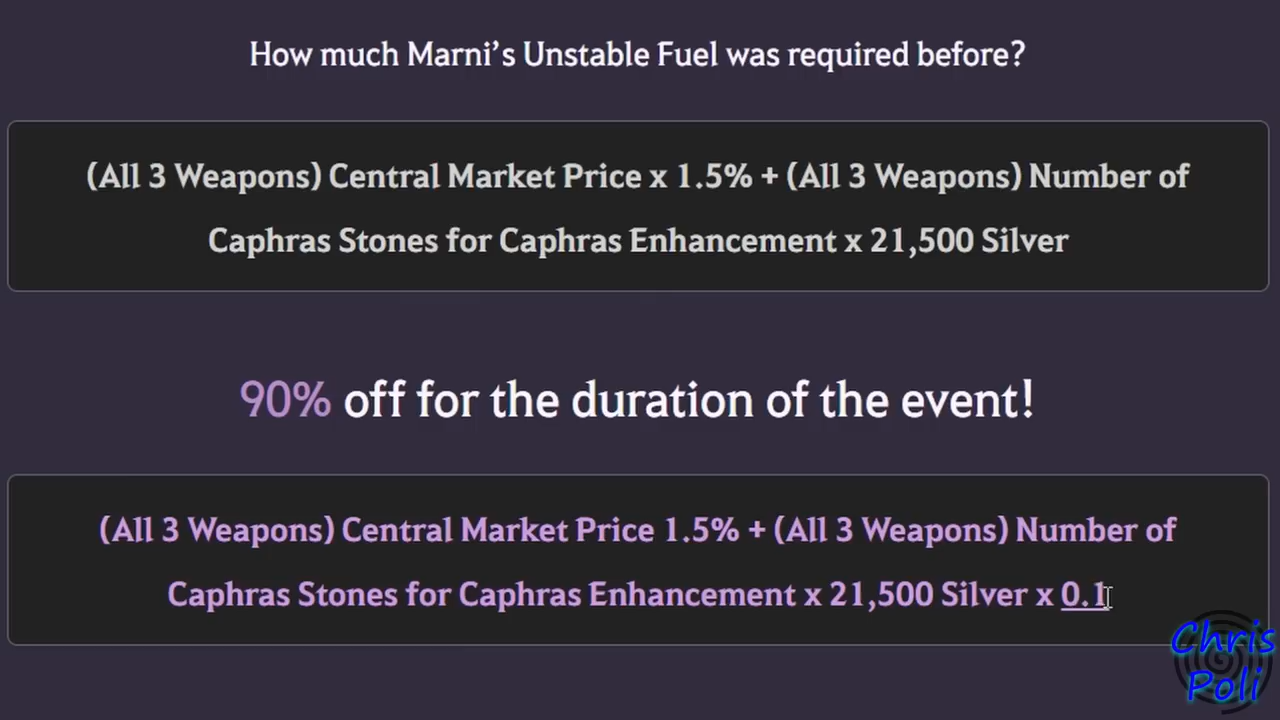 How much Marni’s Unstable Fuel was required before?
(All 3 Weapons) Central Market Price x 1.5% + (All 3 Weapons) Number of
Caphras Stones for Caphras Enhancement x 21,500 Silver
90% off for the duration of the event!
(All 3 Weapons) Central Market Price 1.5% + (All 3 Weapons) Number of
Caphras Stones for Caphras Enhancement x 21,500 Silver x 0.1
Chris
Poli